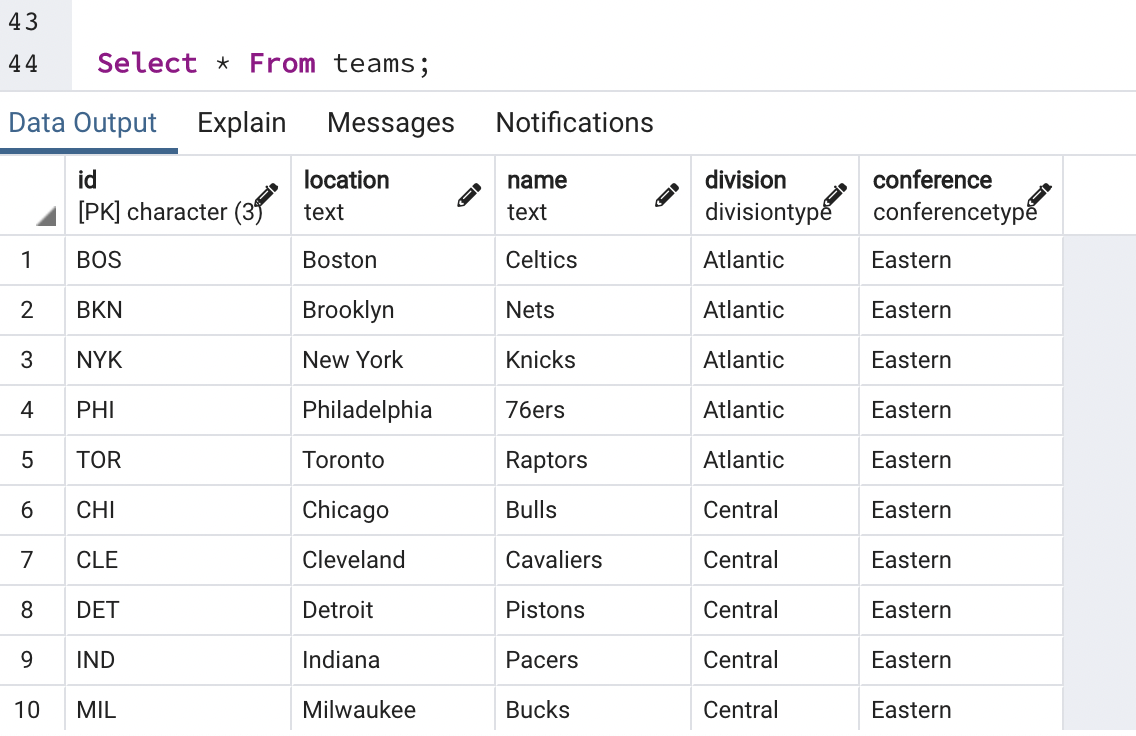 43
44 Select * From teams;
Data Output Explain Messages Notifications
id location name division conference
[PK] character (3) text text divisiontype conferencetype
1 BOS Boston Celtics Atlantic Eastern
2 BKN Brooklyn Nets Atlantic Eastern
3 NYK New York Knicks Atlantic Eastern
4 PHI Philadelphia 76ers Atlantic Eastern
5 TOR Toronto Raptors Atlantic Eastern
6 CHI Chicago Bulls Central Eastern
7 CLE Cleveland Cavaliers Central Eastern
8 DET Detroit Pistons Central Eastern
9 IND Indiana Pacers Central Eastern
10 MIL Milwaukee Bucks Central Eastern